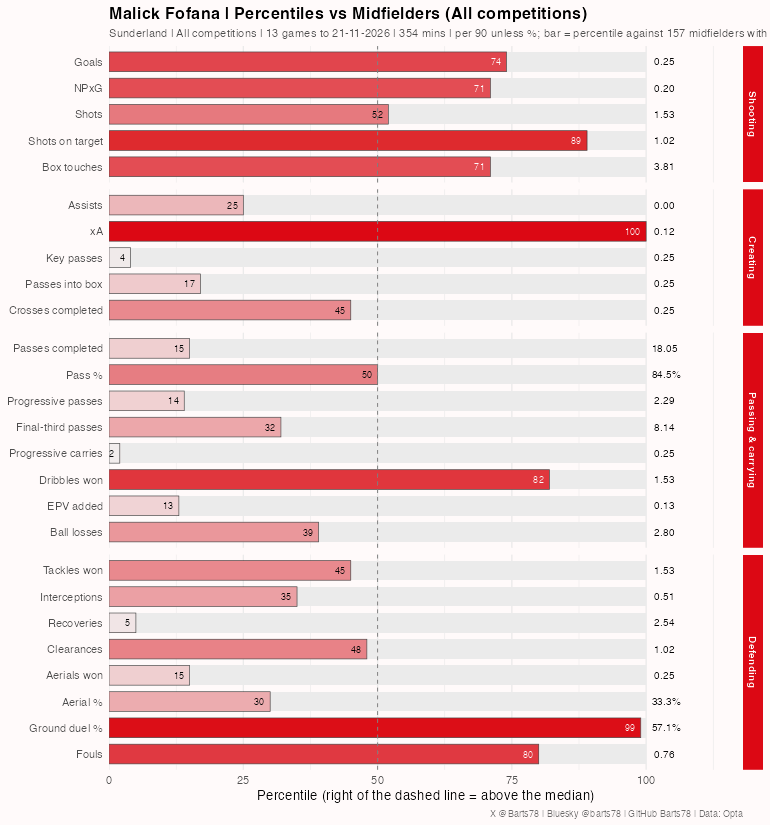 Malick Fofana | Percentiles vs Midfielders (All competitions)
Sunderland | All competitions | 13 games to 21-11-2026 | 354 mins | per 90 unless %; bar = percentile against 157 midfielders with
Goals 74 0.25
NPxG 71 0.20
Shots 52 1.53
Shots on target 89 1.02
Box touches 71 3.81
Shooting
Assists 25 0.00
xA 100 0.12
Key passes 4 0.25
Passes into box 17 0.25
Crosses completed 45 0.25
Creating
Passes completed 15 18.05
Pass % 50 84.5%
Progressive passes 14 2.29
Final-third passes 32 8.14
Progressive carries 2 0.25
Dribbles won 82 1.53
EPV added 13 0.13
Ball losses 39 2.80
Passing & carrying
Tackles won 45 1.53
Interceptions 35 0.51
Recoveries 5 2.54
Clearances 48 1.02
Aerials won 15 0.25
Aerial % 30 33.3%
Ground duel % 99 57.1%
Fouls 80 0.76
Defending
0 25 50 75 100
Percentile (right of the dashed line = above the median)
X @Barts78 | Bluesky @barts78 | GitHub Barts78 | Data: Opta